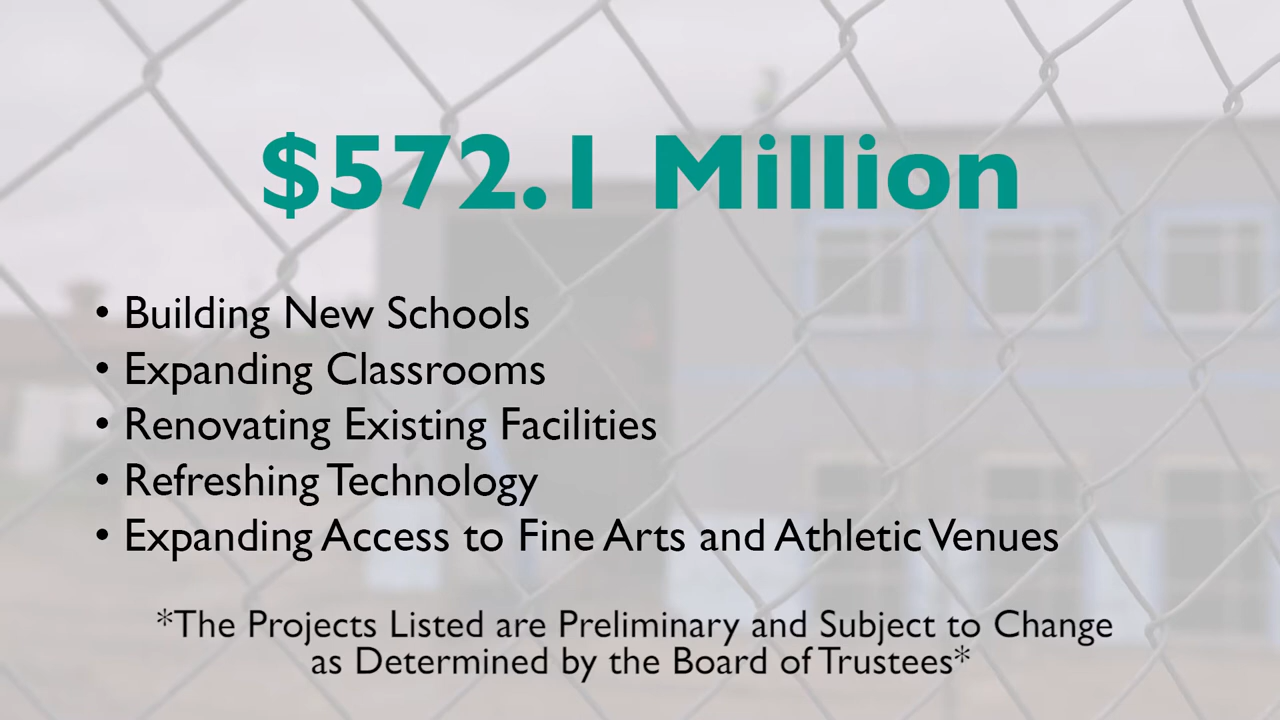 $572.1 Million
• Building New Schools
• Expanding Classrooms
• Renovating Existing Facilities
• Refreshing Technology
• Expanding Access to Fine Arts and Athletic Venues
*The Projects Listed are Preliminary and Subject to Change
as Determined by the Board of Trustees*